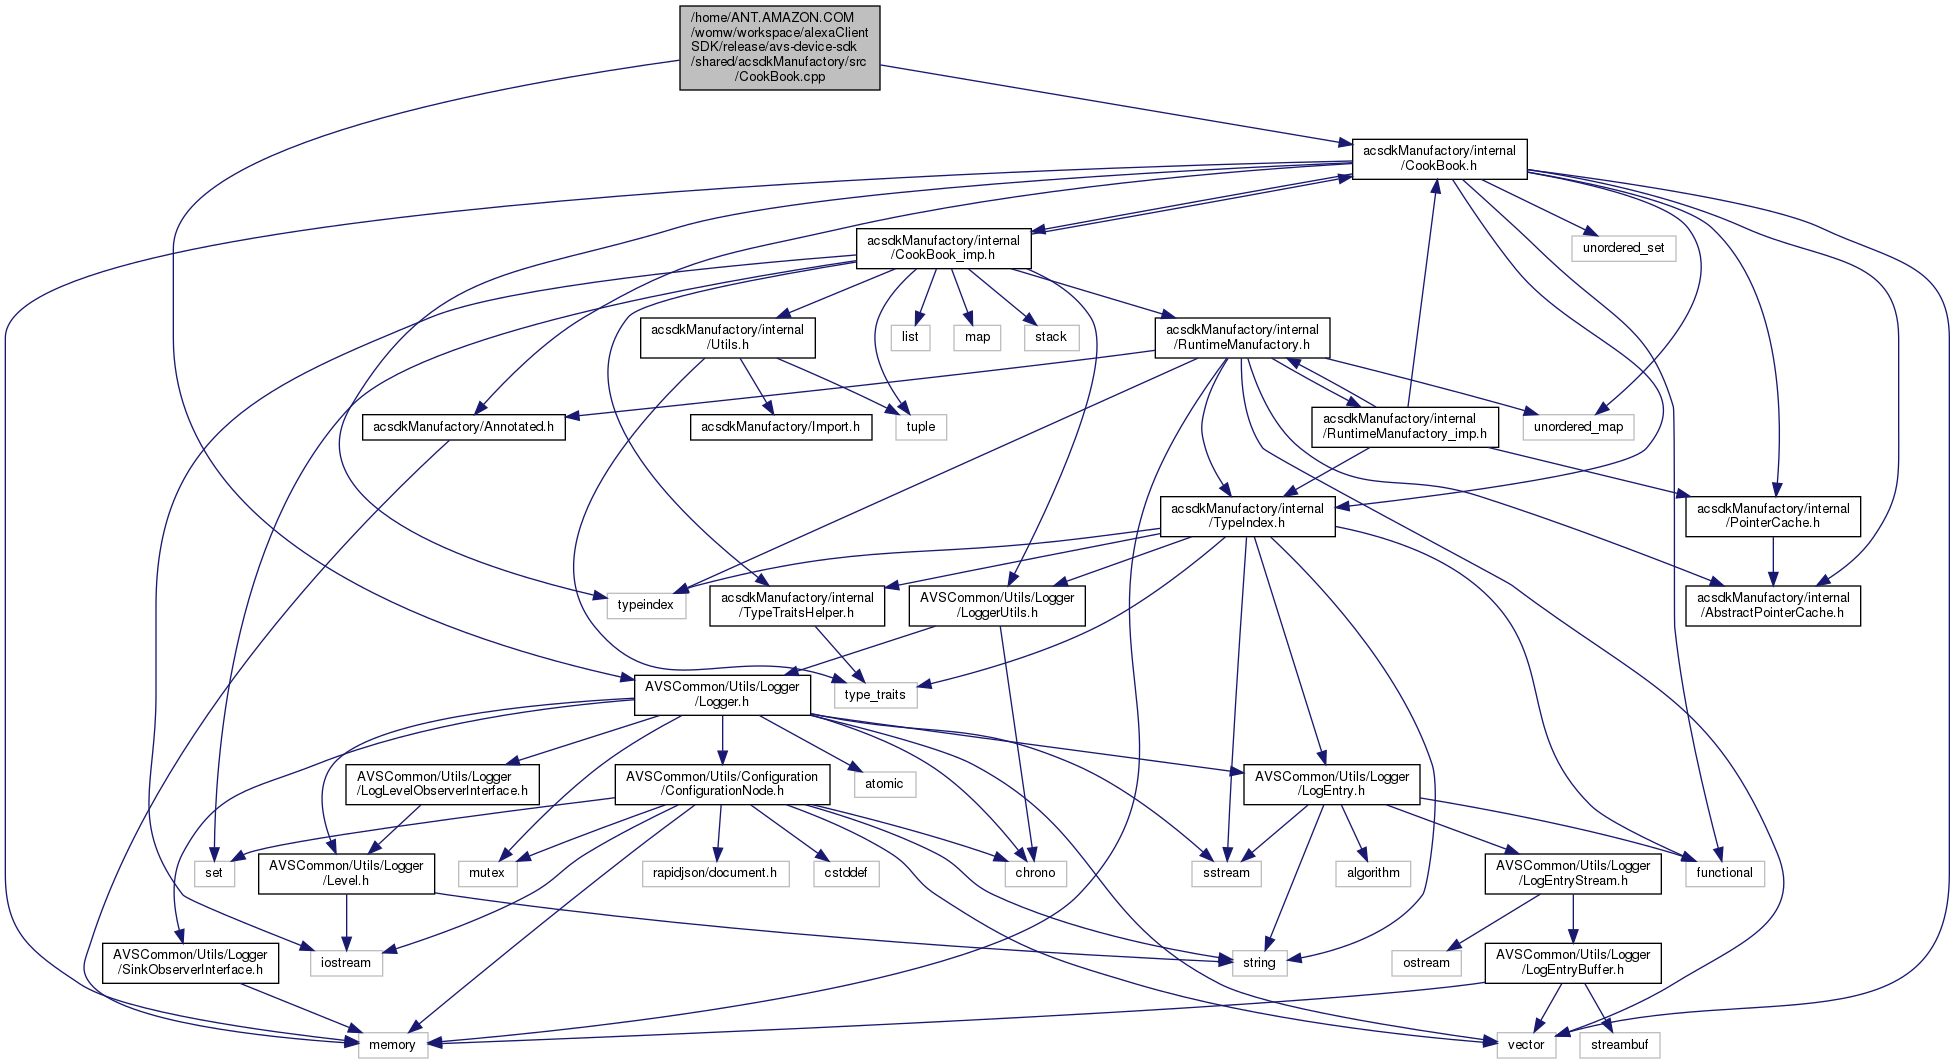 /home/ANT.AMAZON.COM
/womw/workspace/alexaClient
SDK/release/avs-device-sdk
/shared/acsdkManufactory/src
/CookBook.cpp
acsdkManufactory/internal
/CookBook.h
acsdkManufactory/internal
/CookBook_imp.h
unordered_set
acsdkManufactory/internal
/Utils.h
list
map
stack
acsdkManufactory/internal
/RuntimeManufactory.h
acsdkManufactory/Annotated.h
acsdkManufactory/Import.h
tuple
acsdkManufactory/internal
/RuntimeManufactory_imp.h
unordered_map
acsdkManufactory/internal
/TypeIndex.h
acsdkManufactory/internal
/PointerCache.h
typeindex
acsdkManufactory/internal
/TypeTraitsHelper.h
AVSCommon/Utils/Logger
/LoggerUtils.h
acsdkManufactory/internal
/AbstractPointerCache.h
AVSCommon/Utils/Logger
/Logger.h
type_traits
AVSCommon/Utils/Logger
/LogLevelObserverInterface.h
AVSCommon/Utils/Configuration
/ConfigurationNode.h
atomic
AVSCommon/Utils/Logger
/LogEntry.h
set
AVSCommon/Utils/Logger
/Level.h
mutex
rapidjson/document.h
cstddef
chrono
sstream
algorithm
AVSCommon/Utils/Logger
/LogEntryStream.h
functional
AVSCommon/Utils/Logger
/SinkObserverInterface.h
iostream
string
ostream
AVSCommon/Utils/Logger
/LogEntryBuffer.h
memory
vector
streambuf